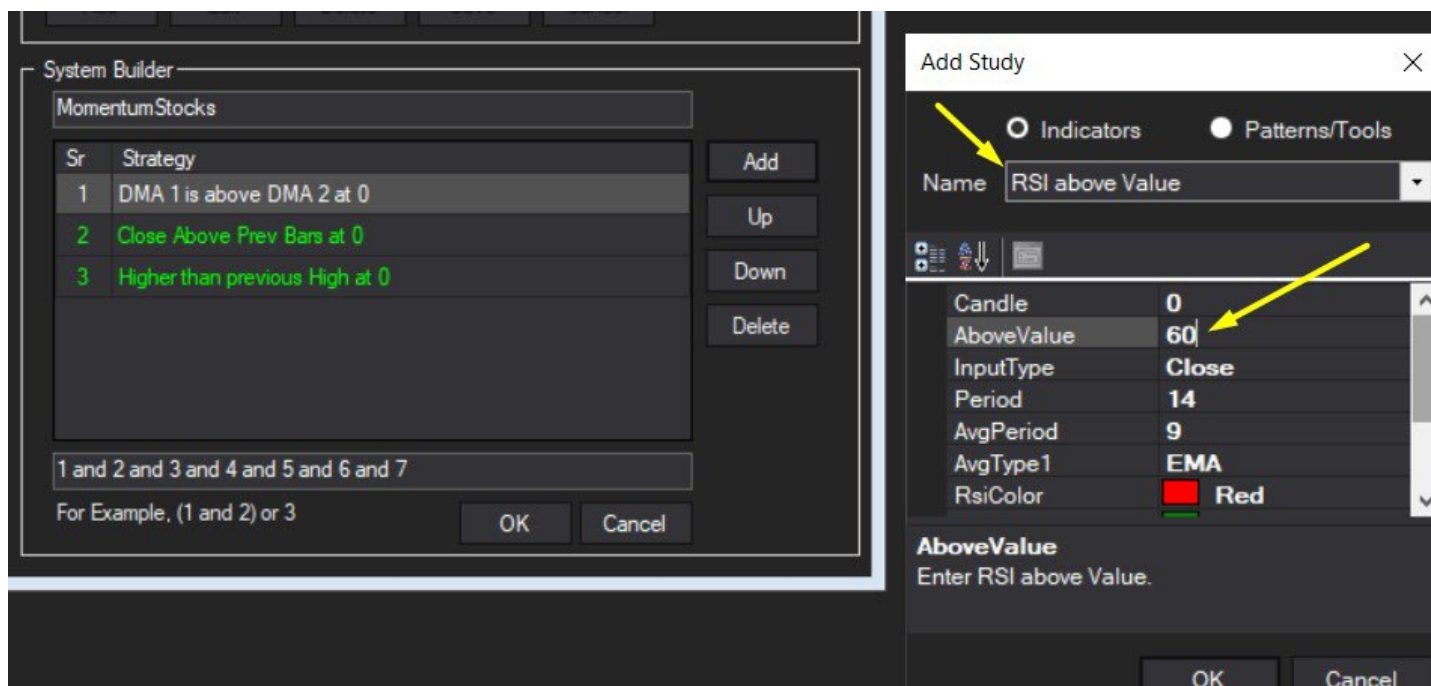 System Builder
MomentumStocks
Sr Strategy
1 DMA 1 is above DMA 2 at 0
2 Close Above Prev Bars at 0
3 Higher than previous High at 0
Add
Up
Down
Delete
1 and 2 and 3 and 4 and 5 and 6 and 7
For Example, (1 and 2) or 3
OK Cancel
Add Study
Indicators Patterns/Tools
Name RSI above Value
Candle 0
AboveValue 60
InputType Close
Period 14
AvgPeriod 9
AvgType1 EMA
RsiColor Red
AboveValue
Enter RSI above Value.
OK Cancel